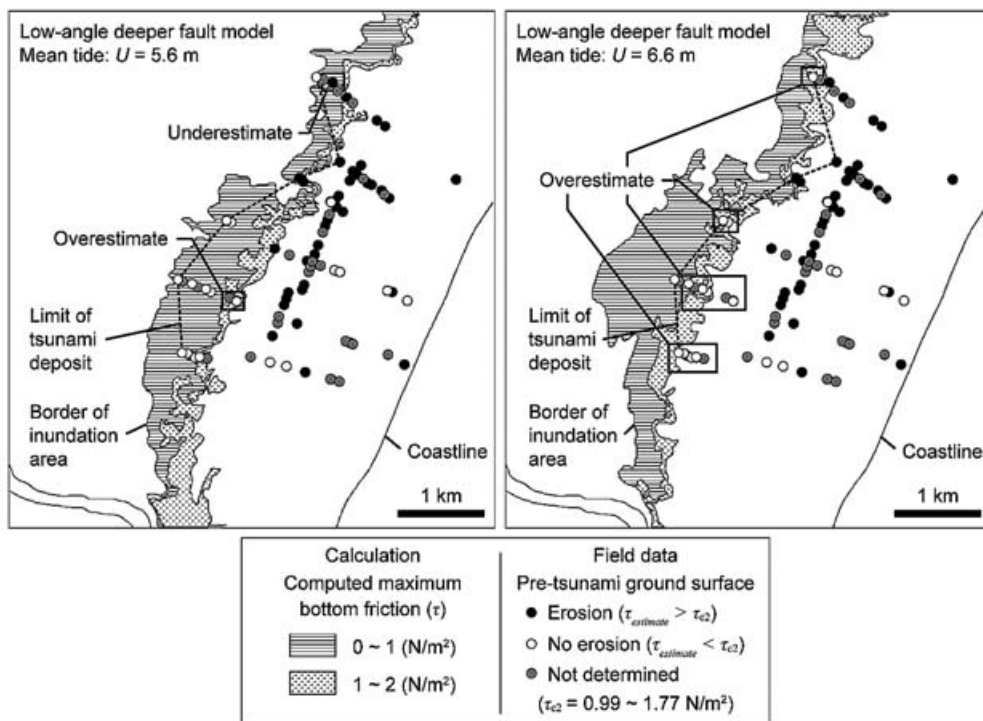 Low-angle deeper fault model
Mean tide: U = 5.6 m
Underestimate
Overestimate
Limit of
tsunami
deposit
Border of
inundation
area
Coastline
1 km
Low-angle deeper fault model
Mean tide: U = 6.6 m
Overestimate
Limit of
tsunami
deposit
Border of
inundation
area
Coastline
1 km
Calculation
Computed maximum
bottom friction (τ)
0 ~ 1 (N/m²)
1 ~ 2 (N/m²)
Field data
Pre-tsunami ground surface
Erosion (τestimate > τc2)
No erosion (τestimate < τc2)
Not determined
(τc2 = 0.99 ~ 1.77 N/m²)